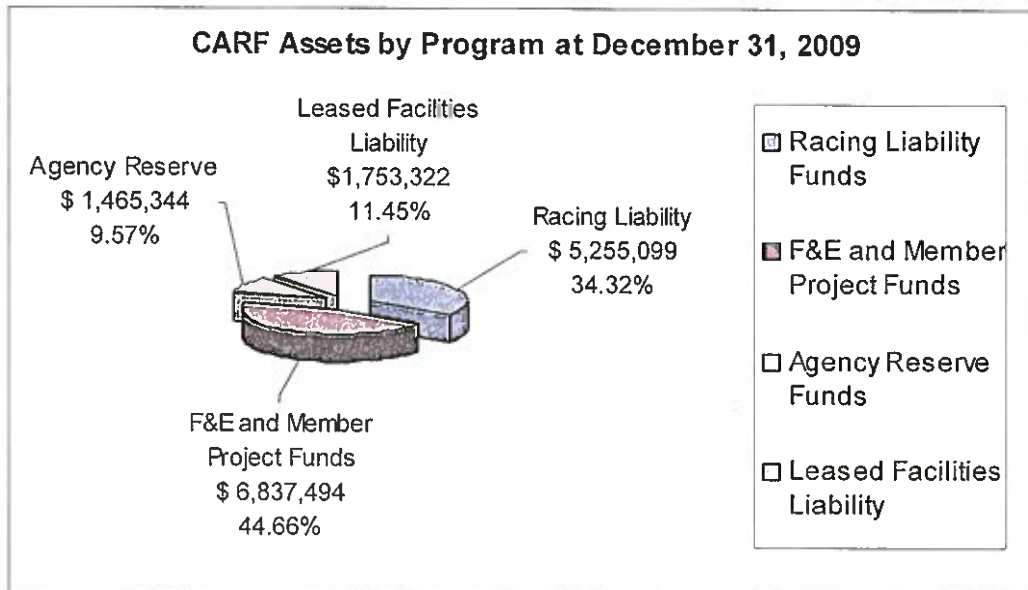 CARF Assets by Program at December 31, 2009
Leased Facilities
Liability
$1,753,322
11.45%
Agency Reserve
$ 1,465,344
9.57%
Racing Liability
$ 5,255,099
34.32%
F&E and Member
Project Funds
$ 6,837,494
44.66%
Racing Liability
Funds
F&E and Member
Project Funds
Agency Reserve
Funds
Leased Facilities
Liability